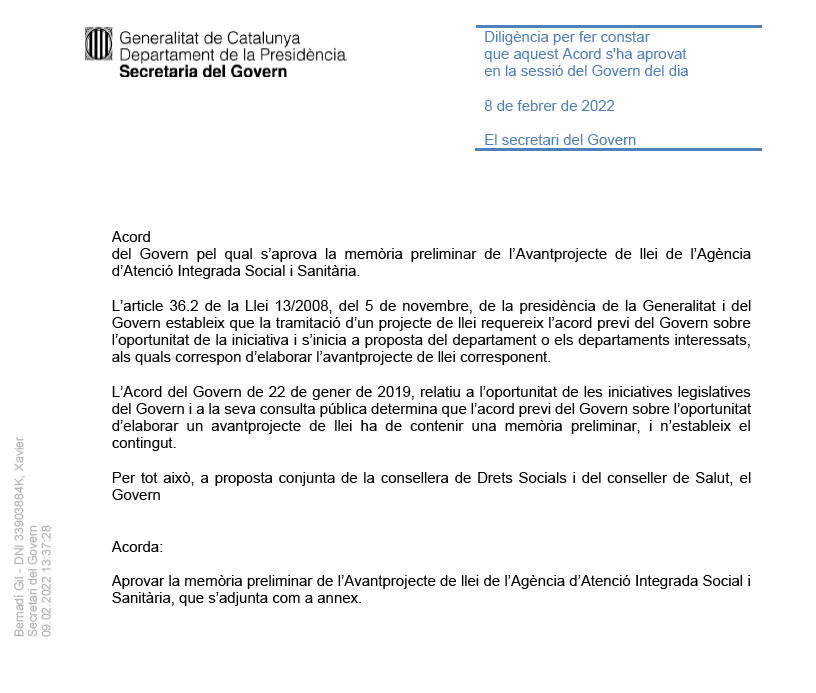 Generalitat de Catalunya
Departament de la Presidència
Secretaria del Govern
Diligència per fer constar
que aquest Acord s'ha aprovat
en la sessió del Govern del dia
8 de febrer de 2022
El secretari del Govern
Acord
del Govern pel qual s’aprova la memòria preliminar de l’Avantprojecte de llei de l’Agència
d’Atenció Integrada Social i Sanitària.
L’article 36.2 de la Llei 13/2008, del 5 de novembre, de la presidència de la Generalitat i del
Govern estableix que la tramitació d’un projecte de llei requereix l’acord previ del Govern sobre
l’oportunitat de la iniciativa i s’inicia a proposta del departament o els departaments interessats,
als quals correspon d’elaborar l’avantprojecte de llei corresponent.
L’Acord del Govern de 22 de gener de 2019, relatiu a l’oportunitat de les iniciatives legislatives
del Govern i a la seva consulta pública determina que l’acord previ del Govern sobre l’oportunitat
d’elaborar un avantprojecte de llei ha de contenir una memòria preliminar, i n’estableix el
contingut.
Per tot això, a proposta conjunta de la consellera de Drets Socials i del conseller de Salut, el
Govern
Acorda:
Aprovar la memòria preliminar de l’Avantprojecte de llei de l’Agència d’Atenció Integrada Social i
Sanitària, que s’adjunta com a annex.
Bernadí Gil - DNI 33903884K, Xavier
Secretari del Govern
09.02.2022 13:37:28